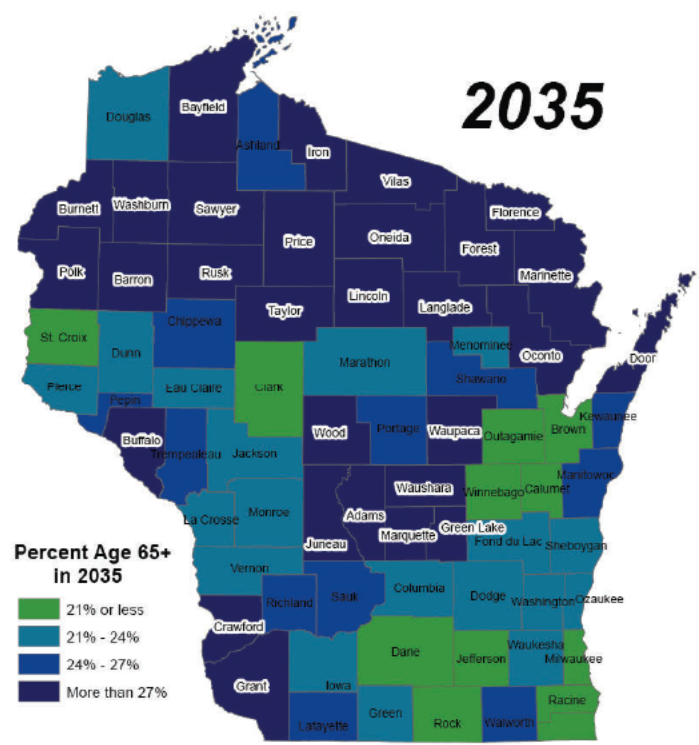 2035
Douglas
Bayfield
Ashland
Iron
Vilas
Burnett
Washburn
Sawyer
Florence
Price
Oneida
Forest
Polk
Barron
Rusk
Marinette
Lincoln
Langlade
Taylor
Chippewa
St. Croix
Dunn
Marathon
Menominee
Oconto
Door
Pierce
Eau Claire
Clark
Shawano
Pepin
Kewaunee
Buffalo
Wood
Portage
Waupaca
Outagamie
Brown
Trempealeau
Jackson
Manitowoc
Waushara
Winnebago
Calumet
La Crosse
Monroe
Adams
Marquette
Green Lake
Juneau
Fond du Lac
Sheboygan
Percent Age 65+
in 2035
21% or less
21% - 24%
24% - 27%
More than 27%
Vernon
Richland
Sauk
Columbia
Dodge
Washington
Ozaukee
Crawford
Dane
Jefferson
Waukesha
Milwaukee
Grant
Iowa
Lafayette
Green
Rock
Walworth
Racine